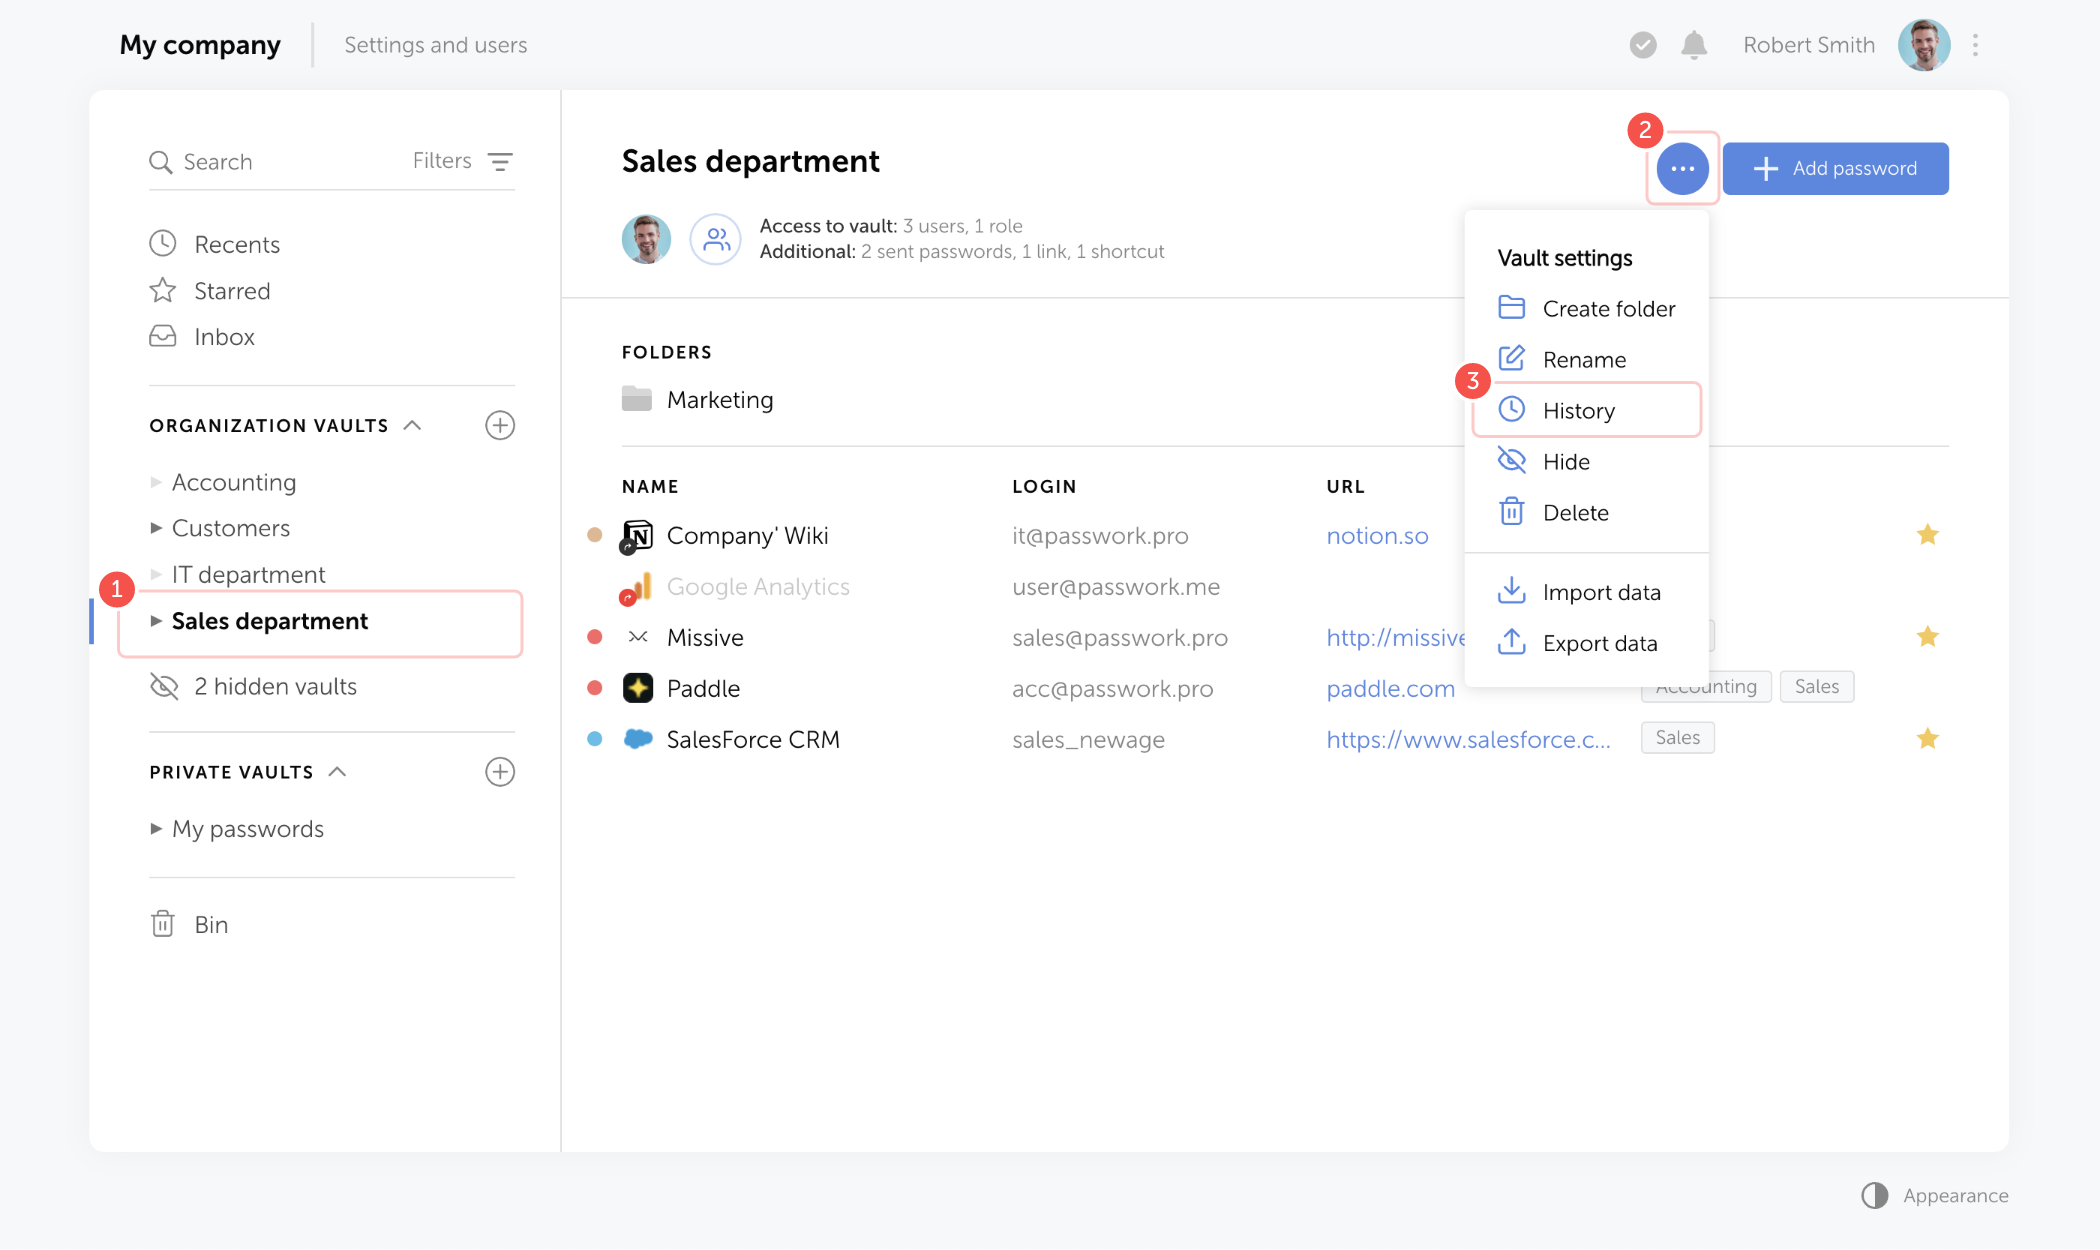 My company
Settings and users
Robert Smith
Search
Filters
Recents
Starred
Inbox
ORGANIZATION VAULTS
Accounting
Customers
IT department
1
Sales department
2 hidden vaults
PRIVATE VAULTS
My passwords
Bin
Sales department
2
Add password
Access to vault: 3 users, 1 role
Additional: 2 sent passwords, 1 link, 1 shortcut
Vault settings
Create folder
Rename
3
History
Hide
Delete
Import data
Export data
FOLDERS
Marketing
NAME LOGIN URL
Company' Wiki it@passwork.pro notion.so
Google Analytics user@passwork.me
Missive sales@passwork.pro http://missive
Paddle acc@passwork.pro paddle.com Accounting Sales
SalesForce CRM sales_newage https://www.salesforce.c... Sales
Appearance